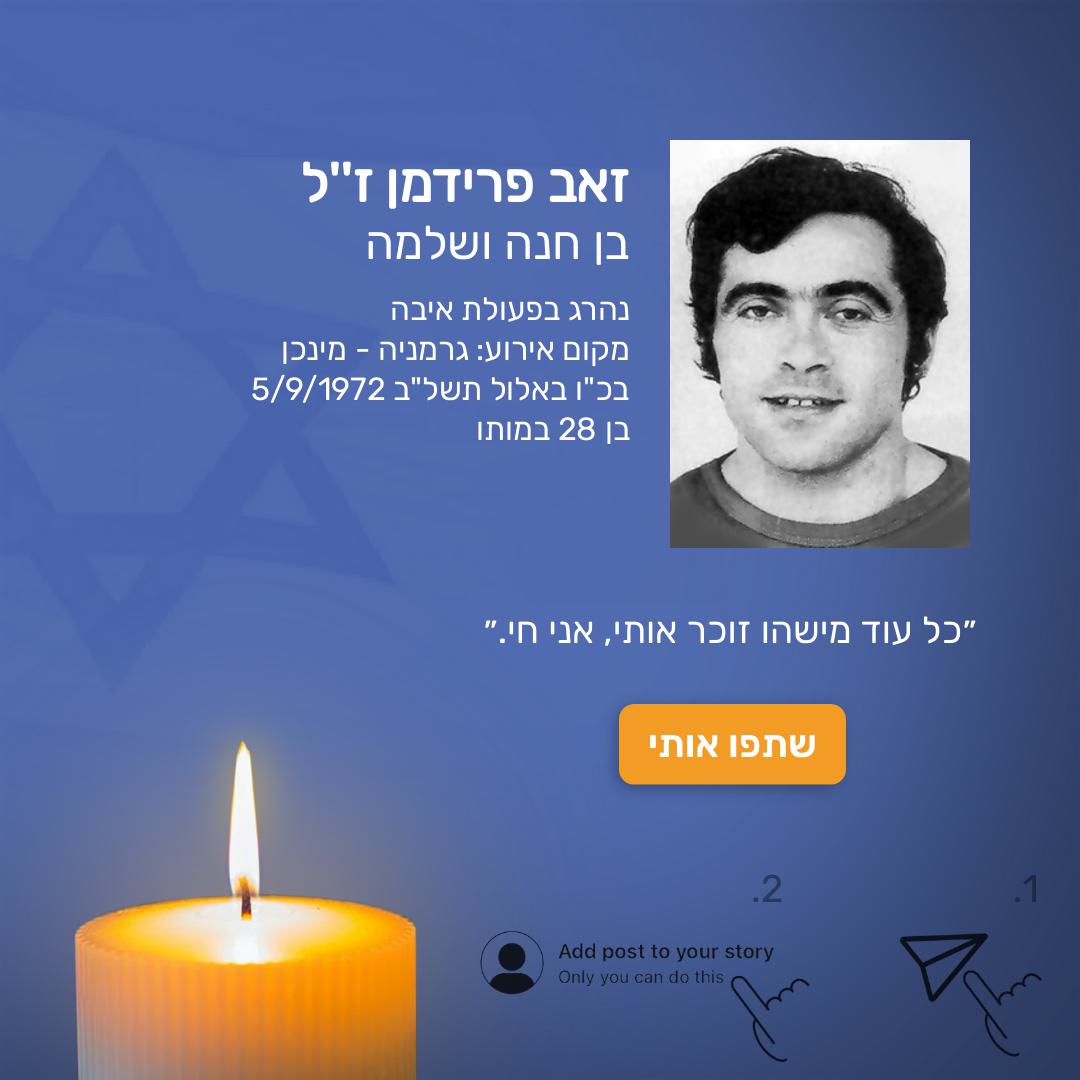 זאב פרידמן ז"ל
בן חנה ושלמה
נהרג בפעולת איבה
מקום אירוע: גרמניה - מינכן
בכ"ו באלול תשל"ב 5/9/1972
בן 28 במותו
״כל עוד מישהו זוכר אותי, אני חי.״
שתפו אותי
1.
2.
Add post to your story
Only you can do this